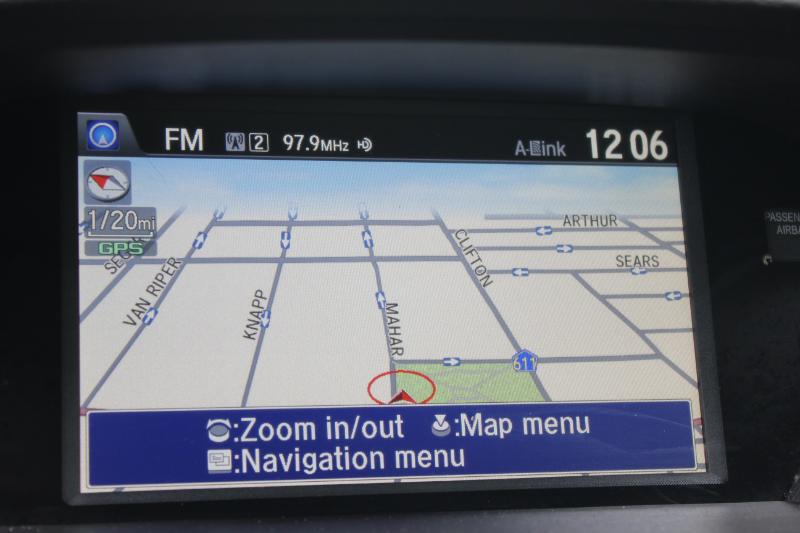 FM 2 97.9MHz A-Link 12 06
1/20mi
GPS
ARTHUR
SEARS
CLIFTON
VAN RIPER
KNAPP
MAHAR
611
:Zoom in/out :Map menu
:Navigation menu